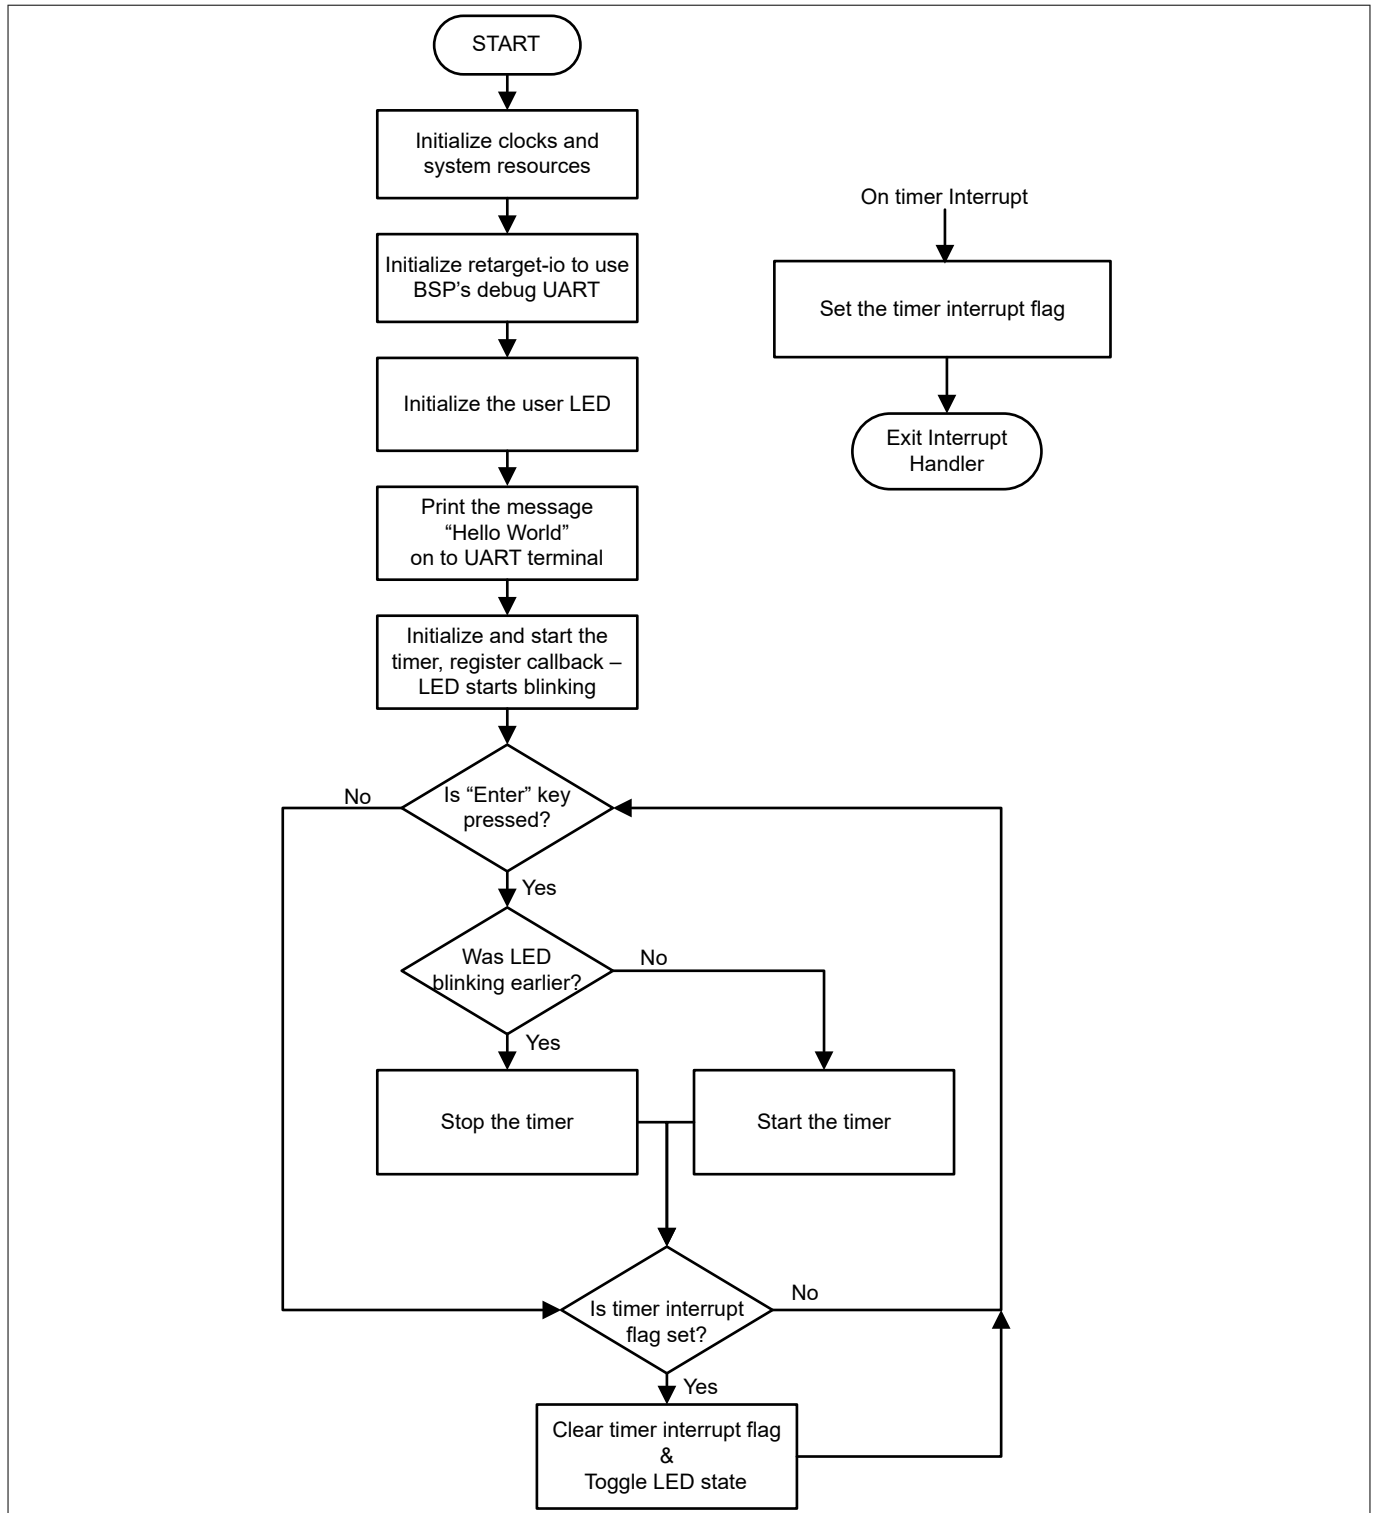 START
Initialize clocks and
system resources
Initialize retarget-io to use
BSP's debug UART
Initialize the user LED
Print the message
“Hello World”
on to UART terminal
Initialize and start the
timer, register callback –
LED starts blinking
On timer Interrupt
Set the timer interrupt flag
Exit Interrupt
Handler
Is “Enter” key
pressed?
No
Yes
Was LED
blinking earlier?
No
Yes
Stop the timer
Start the timer
Is timer interrupt
flag set?
No
Yes
Clear timer interrupt flag
&
Toggle LED state